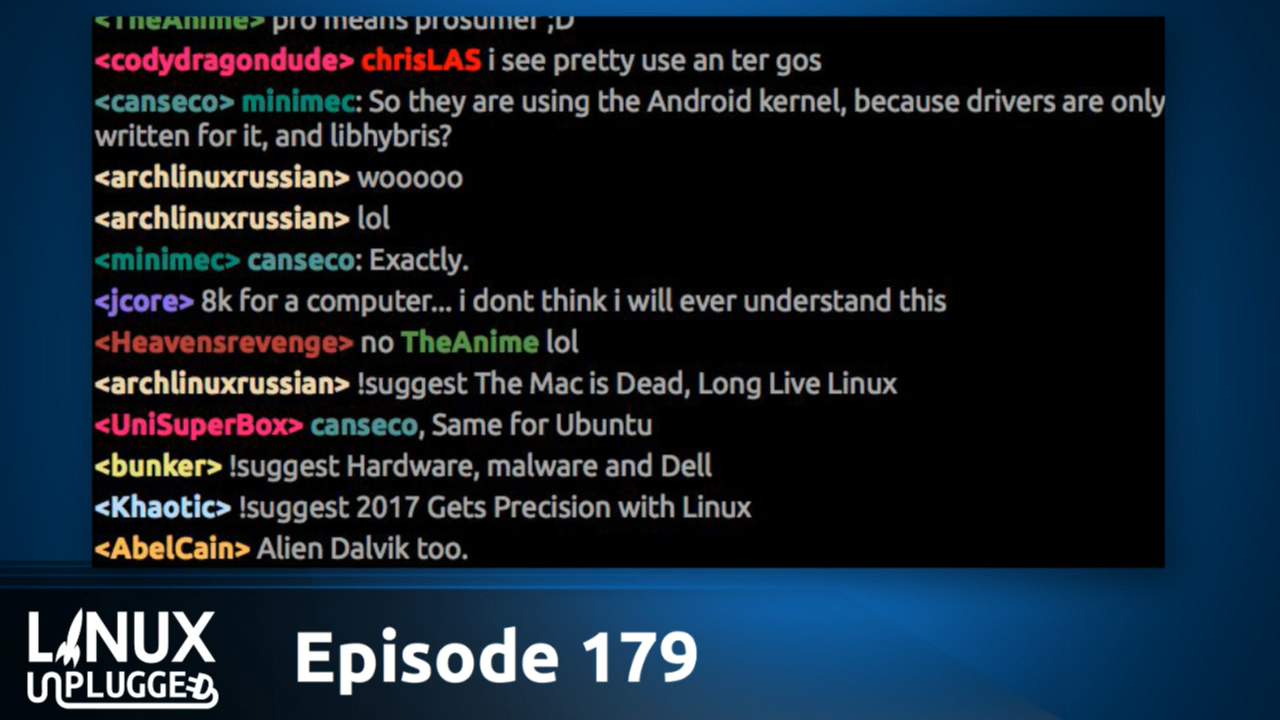 <TheAnime> pro means prosumer ;D
<codydragondude> chrisLAS i see pretty use an ter gos
<canseco> minimec: So they are using the Android kernel, because drivers are only
written for it, and libhybris?
<archlinuxrussian> wooooo
<archlinuxrussian> lol
<minimec> canseco: Exactly.
<jcore> 8k for a computer... i dont think i will ever understand this
<Heavensrevenge> no TheAnime lol
<archlinuxrussian> !suggest The Mac is Dead, Long Live Linux
<UniSuperBox> canseco, Same for Ubuntu
<bunker> !suggest Hardware, malware and Dell
<Khaotic> !suggest 2017 Gets Precision with Linux
<AbelCain> Alien Dalvik too.
LINUX
UNPLUGGED
Episode 179